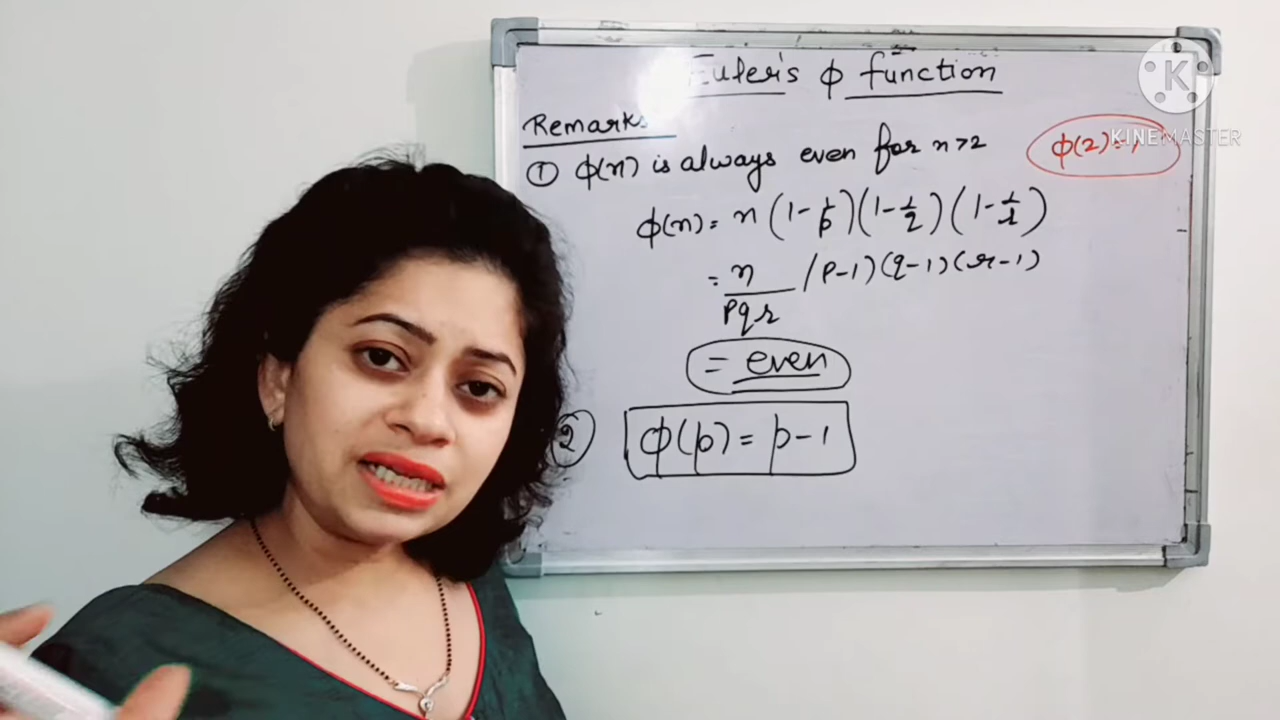 Euler's ϕ function
Remarks
① ϕ(n) is always even for n>2
ϕ(2)=1
KINEMASTER
ϕ(n) = n (1-1/p)(1-1/q)(1-1/r)
= n/pqr (p-1)(q-1)(r-1)
= even
② ϕ(p) = p-1